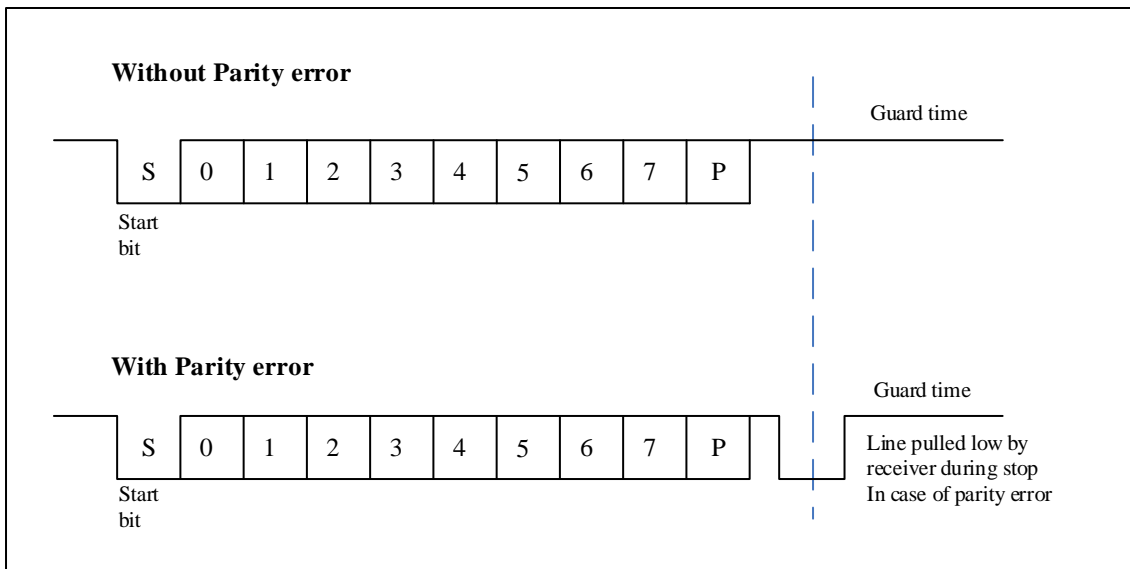 Without Parity error
Guard time
S 0 1 2 3 4 5 6 7 P
Start
bit
With Parity error
Guard time
S 0 1 2 3 4 5 6 7 P
Line pulled low by
receiver during stop
In case of parity error
Start
bit